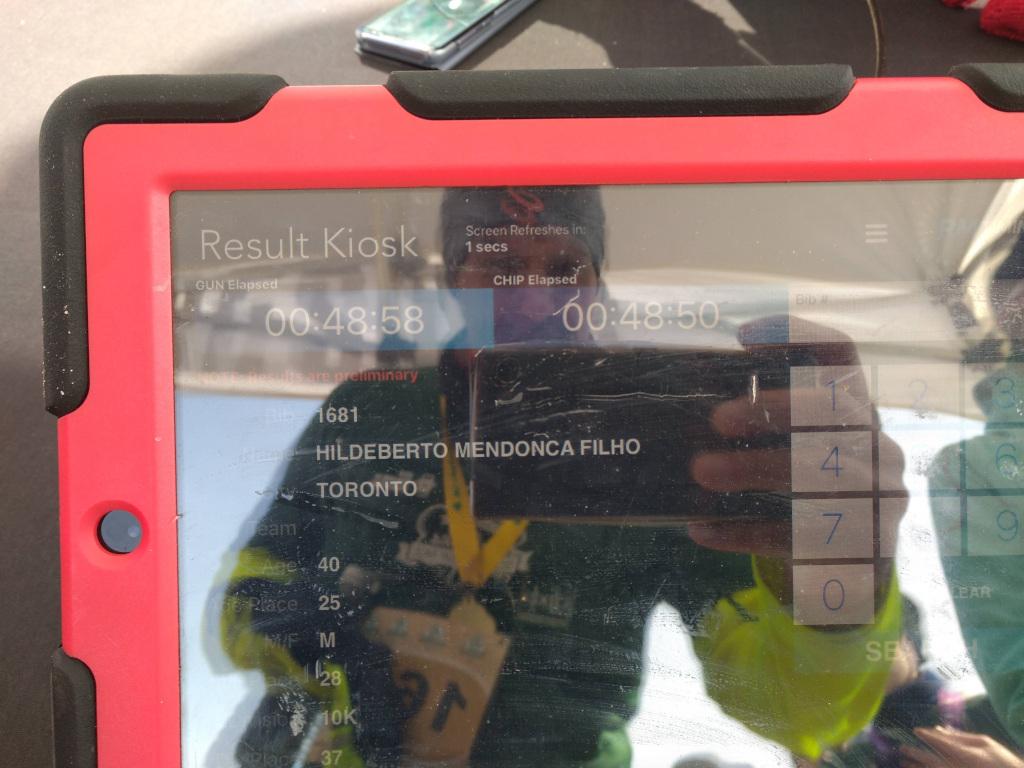 Result Kiosk
Screen Refreshes in:
1 secs
GUN Elapsed
CHIP Elapsed
Bib #
00:48:58
00:48:50
Results are preliminary
1681
HILDEBERTO MENDONCA FILHO
TORONTO
Team
Age 40
Place 25
M/F M
28
10K
37
1 2 3
4 6
7 9
0